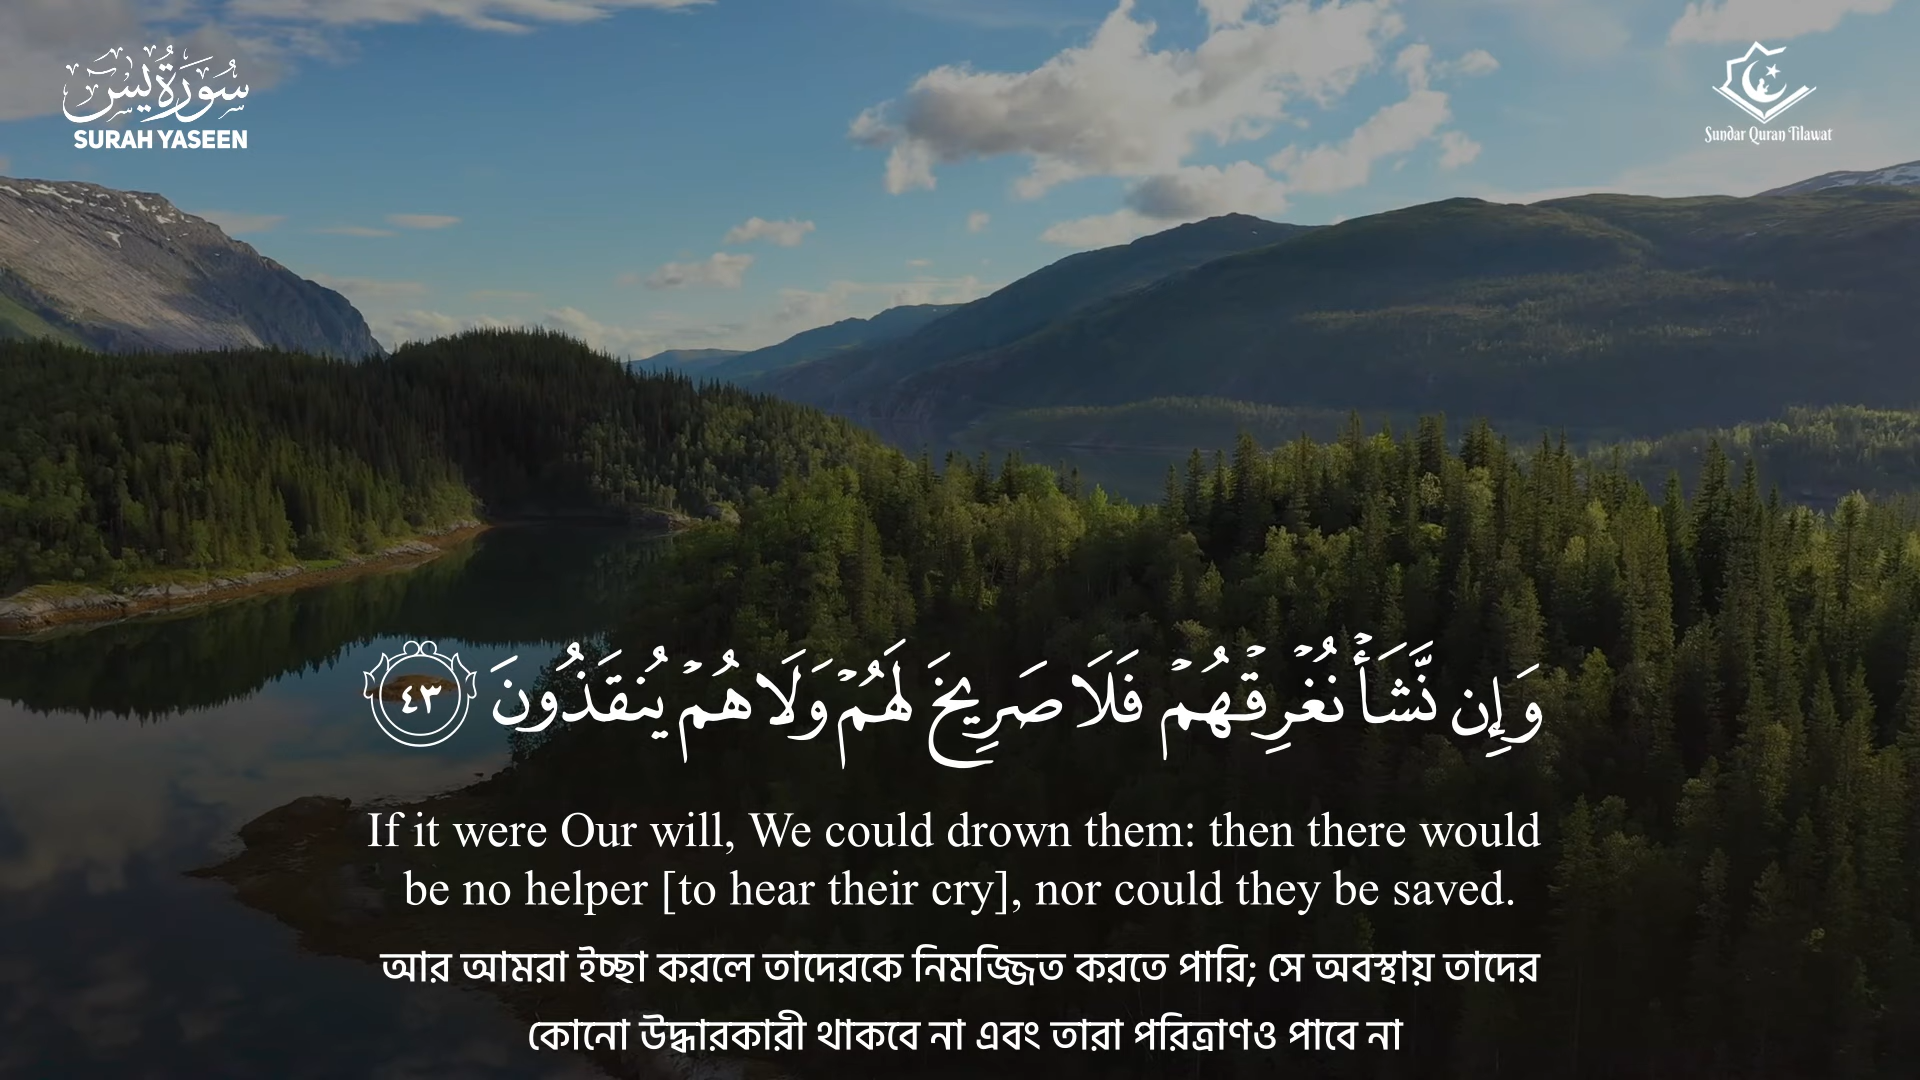 سُورَةُ يسٓ
SURAH YASEEN
Sundar Quran Tilawat
وَإِن نَّشَأْ نُغْرِقْهُمْ فَلَا صَرِيخَ لَهُمْ وَلَا هُمْ يُنقَذُونَ ٤٣
If it were Our will, We could drown them: then there would
be no helper [to hear their cry], nor could they be saved.
আর আমরা ইচ্ছা করলে তাদেরকে নিমজ্জিত করতে পারি; সে অবস্থায় তাদের
কোনো উদ্ধারকারী থাকবে না এবং তারা পরিত্রাণও পাবে না